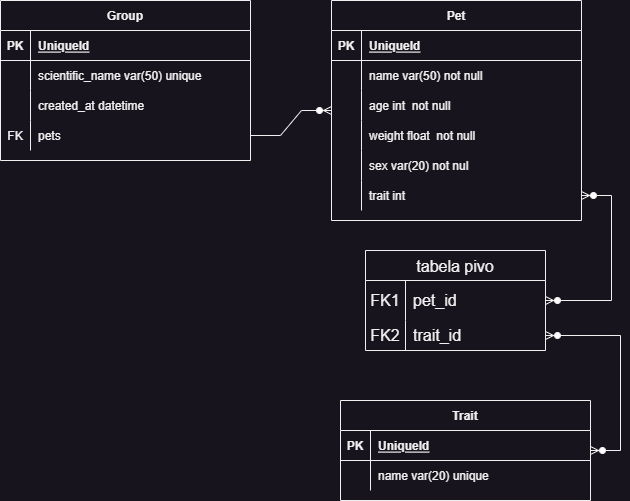 Group
PK UniqueId
scientific_name var(50) unique
created_at datetime
FK pets
Pet
PK UniqueId
name var(50) not null
age int not null
weight float not null
sex var(20) not nul
trait int
tabela pivo
FK1 pet_id
FK2 trait_id
Trait
PK UniqueId
name var(20) unique